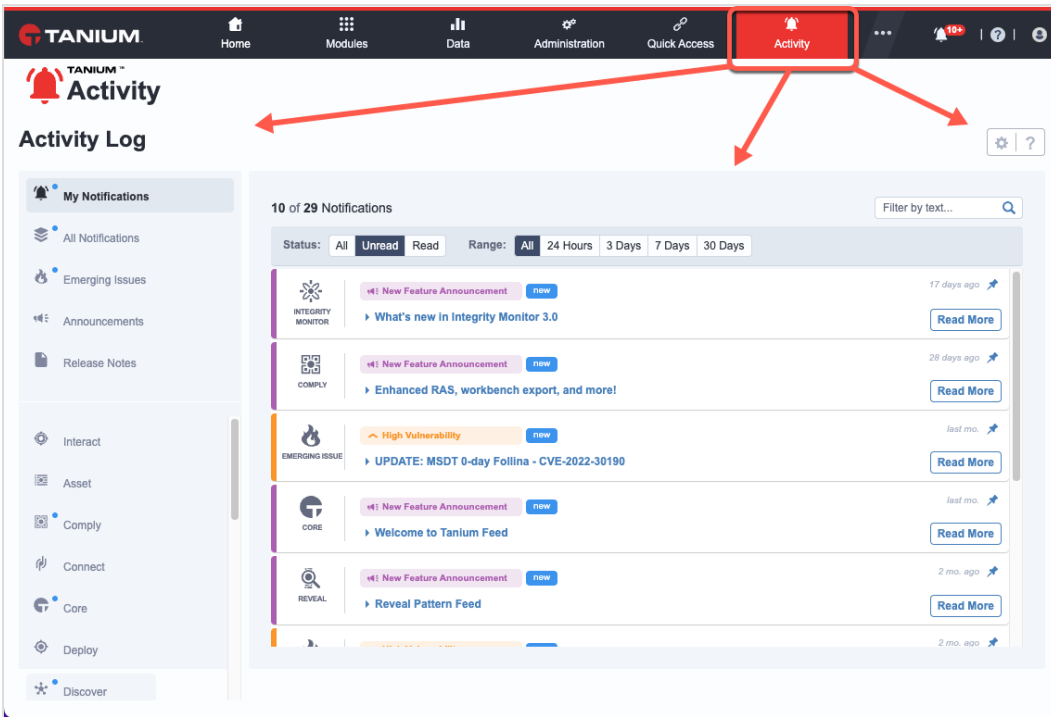 TANIUM
Home
Modules
Data
Administration
Quick Access
Activity
10+
?
TANIUM™
Activity
Activity Log
?
My Notifications
All Notifications
Emerging Issues
Announcements
Release Notes
Interact
Asset
Comply
Connect
Core
Deploy
Discover
10 of 29 Notifications
Filter by text...
Status: All Unread Read Range: All 24 Hours 3 Days 7 Days 30 Days
INTEGRITY
MONITOR
New Feature Announcement new
17 days ago
What's new in Integrity Monitor 3.0
Read More
COMPLY
New Feature Announcement new
28 days ago
Enhanced RAS, workbench export, and more!
Read More
EMERGING ISSUE
High Vulnerability new
last mo.
UPDATE: MSDT 0-day Follina - CVE-2022-30190
Read More
CORE
New Feature Announcement new
last mo.
Welcome to Tanium Feed
Read More
REVEAL
New Feature Announcement new
2 mo. ago
Reveal Pattern Feed
Read More
2 mo. ago